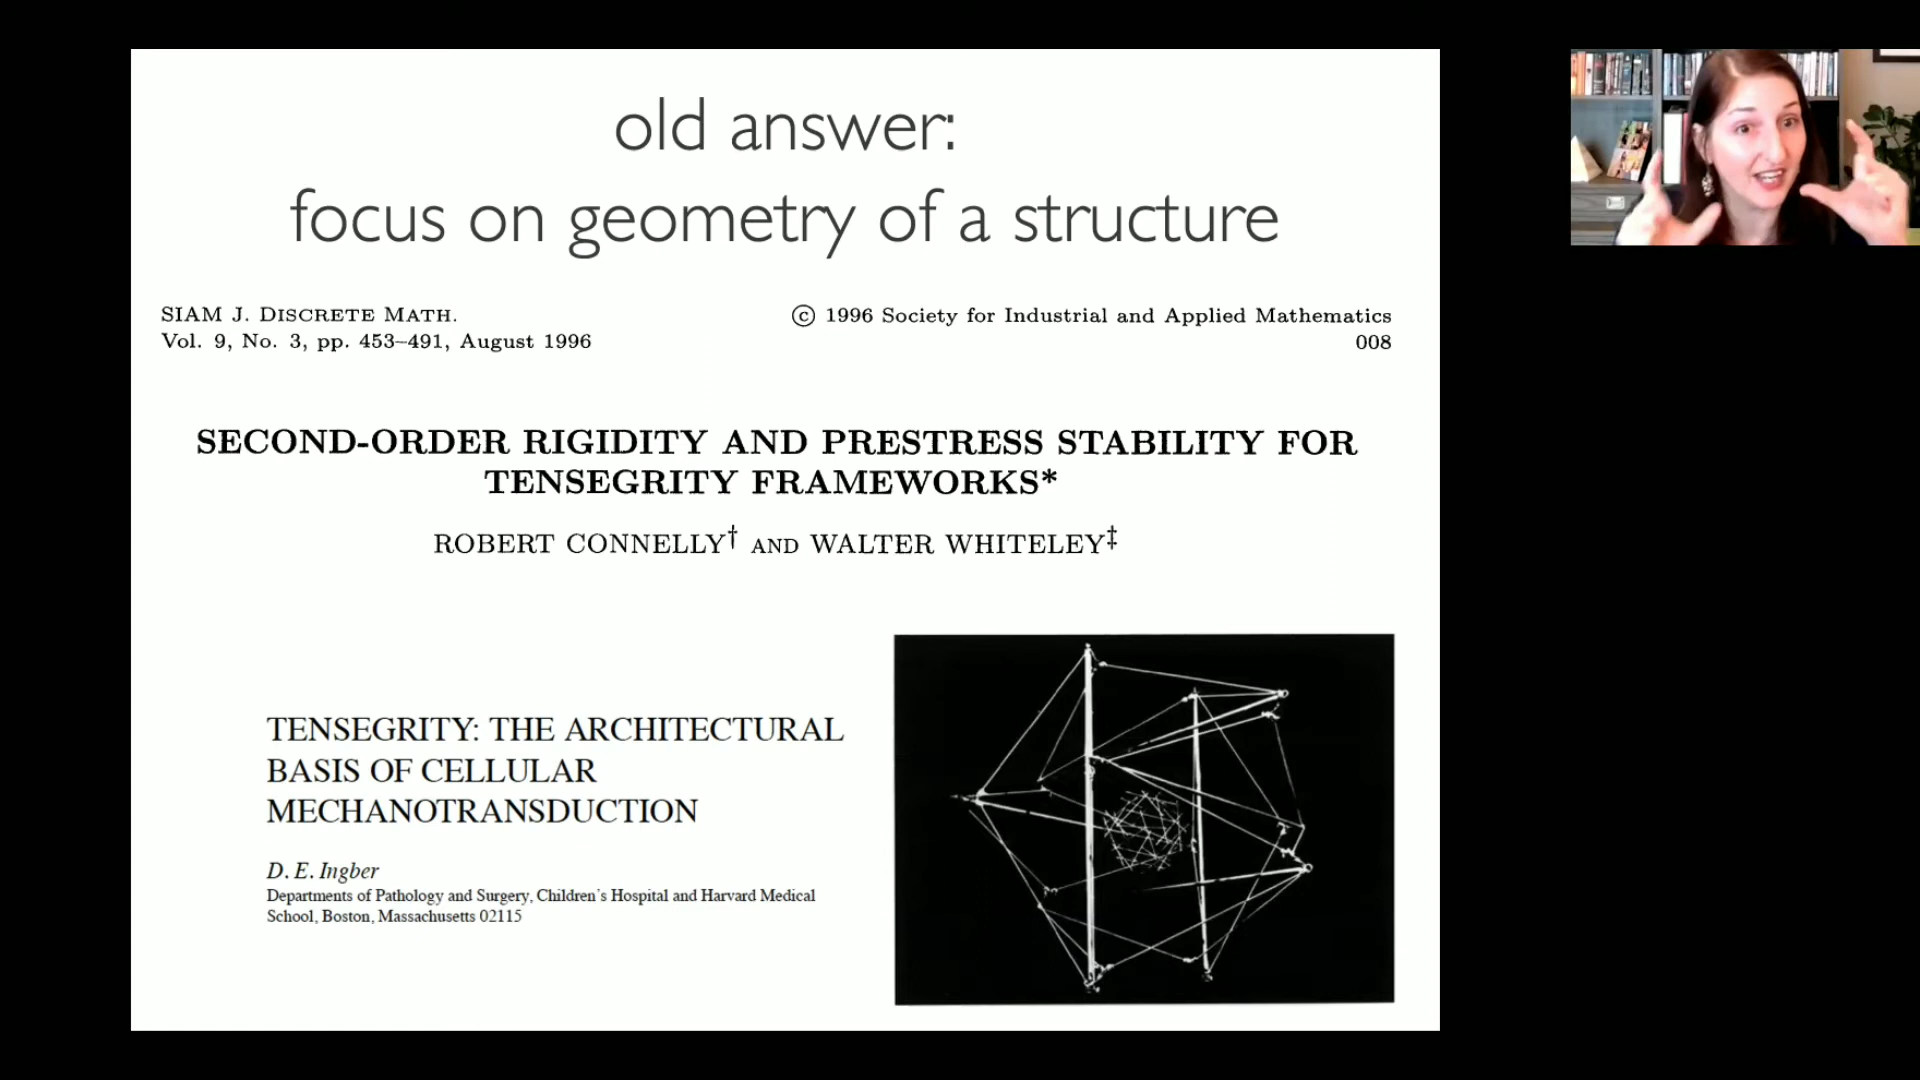 old answer:
focus on geometry of a structure
SIAM J. DISCRETE MATH.
Vol. 9, No. 3, pp. 453–491, August 1996
© 1996 Society for Industrial and Applied Mathematics
008
SECOND-ORDER RIGIDITY AND PRESTRESS STABILITY FOR
TENSEGRITY FRAMEWORKS*
ROBERT CONNELLY† AND WALTER WHITELEY‡
TENSEGRITY: THE ARCHITECTURAL
BASIS OF CELLULAR
MECHANOTRANSDUCTION
D. E. Ingber
Departments of Pathology and Surgery, Children's Hospital and Harvard Medical
School, Boston, Massachusetts 02115